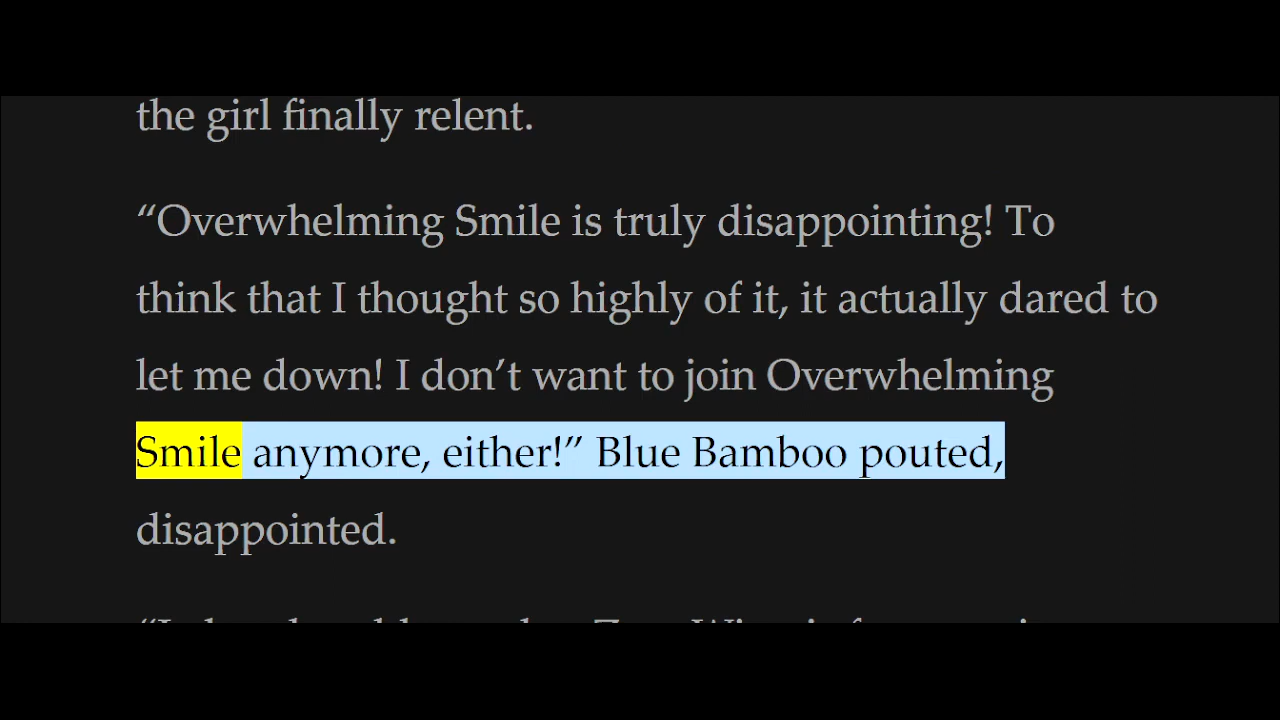 the girl finally relent.
“Overwhelming Smile is truly disappointing! To
think that I thought so highly of it, it actually dared to
let me down! I don’t want to join Overwhelming
Smile anymore, either!” Blue Bamboo pouted,
disappointed.